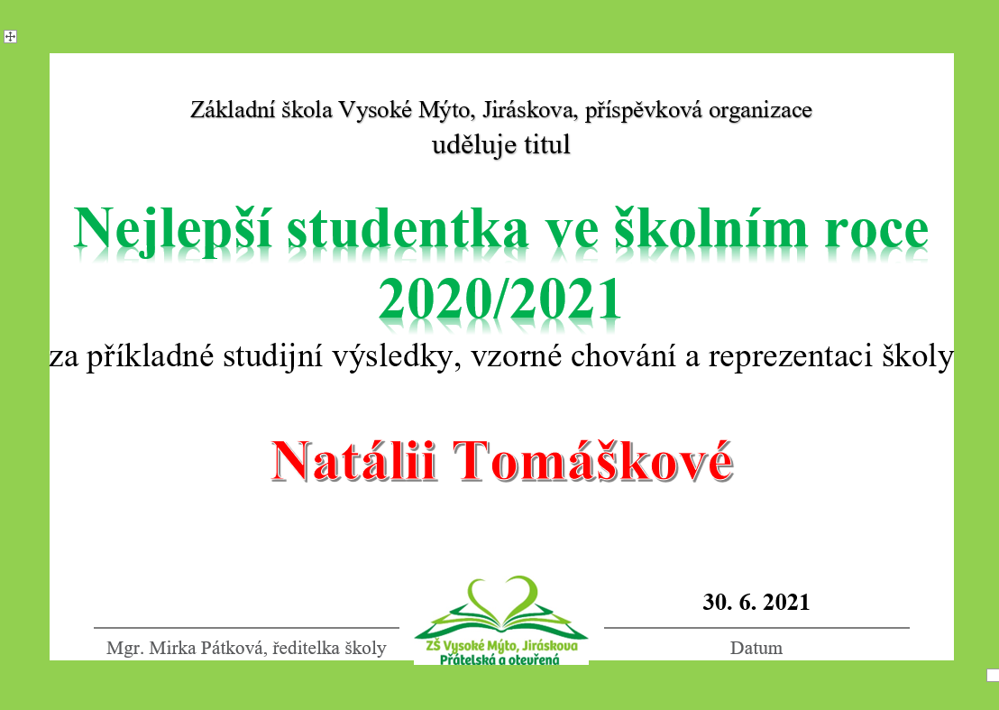 Základní škola Vysoké Mýto, Jiráskova, příspěvková organizace
uděluje titul
Nejlepší studentka ve školním roce
2020/2021
za příkladné studijní výsledky, vzorné chování a reprezentaci školy
Natálii Tomáškové
30. 6. 2021
Mgr. Mirka Pátková, ředitelka školy
Datum
ZŠ Vysoké Mýto, Jiráskova
Přátelská a otevřená